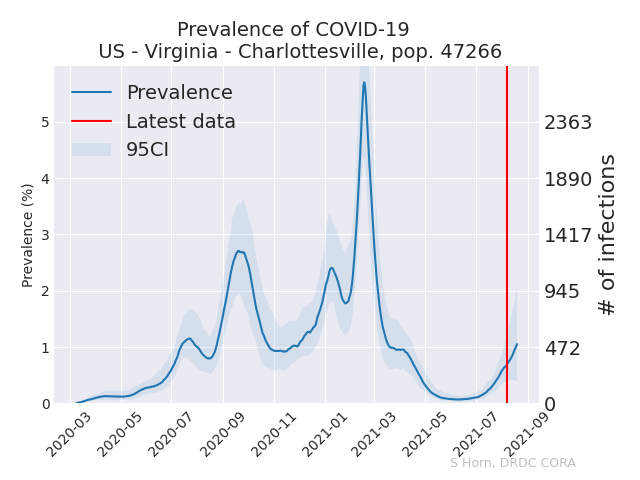 Prevalence of COVID-19
US - Virginia - Charlottesville, pop. 47266
Prevalence
Latest data
95CI
Prevalence (%)
5
4
3
2
1
0
2363
1890
1417
945
472
0
# of infections
2020-03
2020-05
2020-07
2020-09
2020-11
2021-01
2021-03
2021-05
2021-07
2021-09
S Horn, DRDC CORA